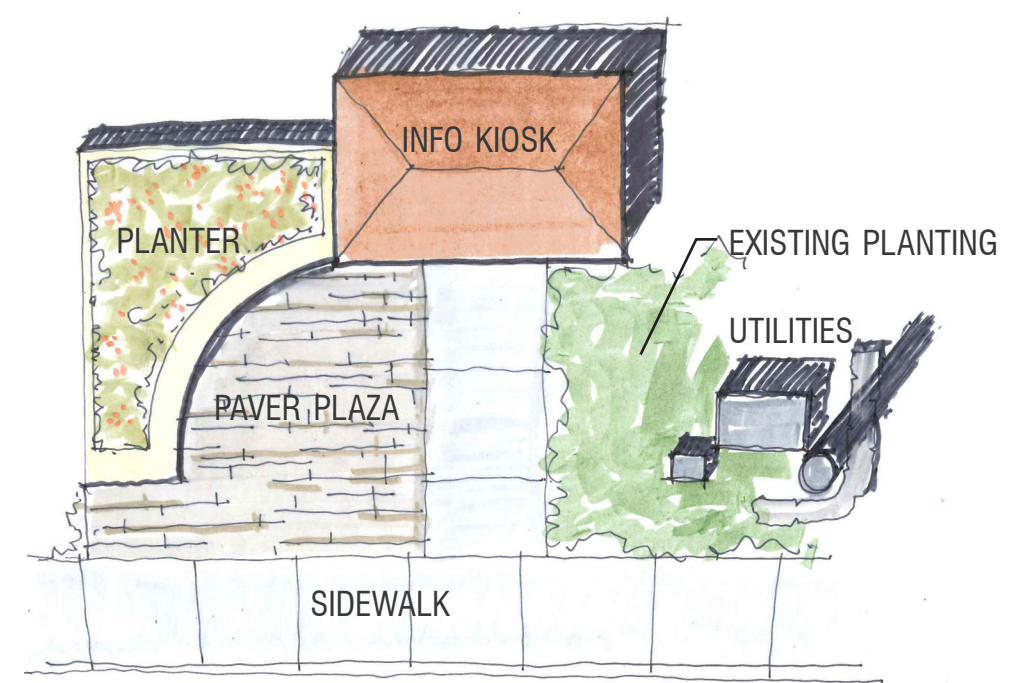 INFO KIOSK
PLANTER
EXISTING PLANTING
UTILITIES
PAVER PLAZA
SIDEWALK